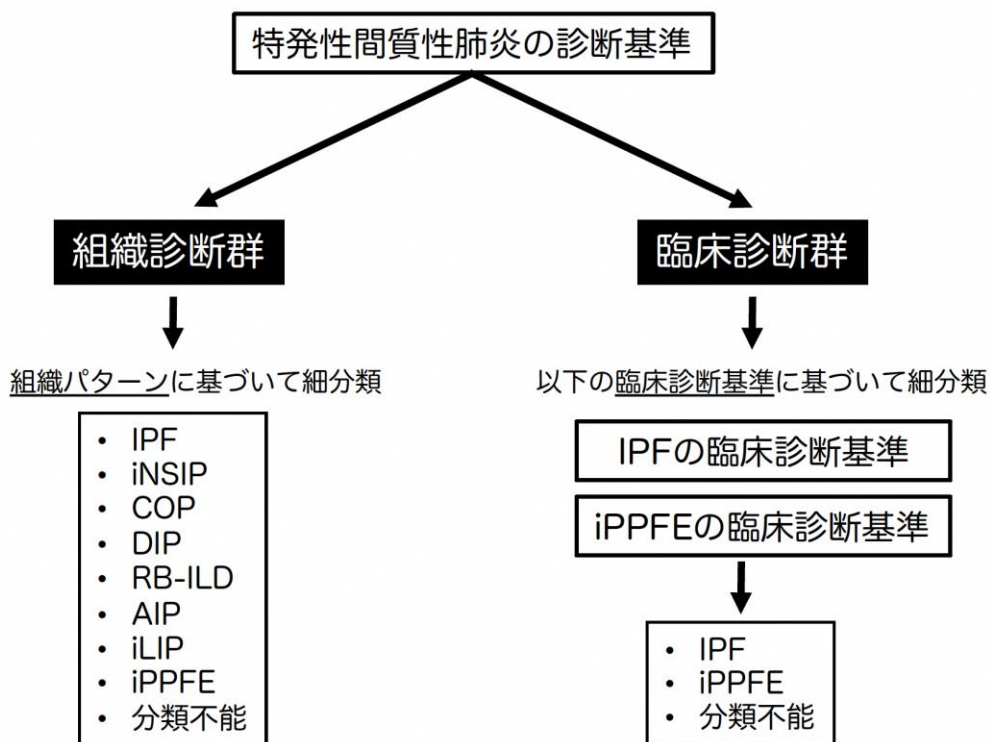 特発性間質性肺炎の診断基準
組織診断群
組織パターンに基づいて細分類
• IPF
• iNSIP
• COP
• DIP
• RB-ILD
• AIP
• iLIP
• iPPFE
• 分類不能
臨床診断群
以下の臨床診断基準に基づいて細分類
IPFの臨床診断基準
iPPFEの臨床診断基準
• IPF
• iPPFE
• 分類不能